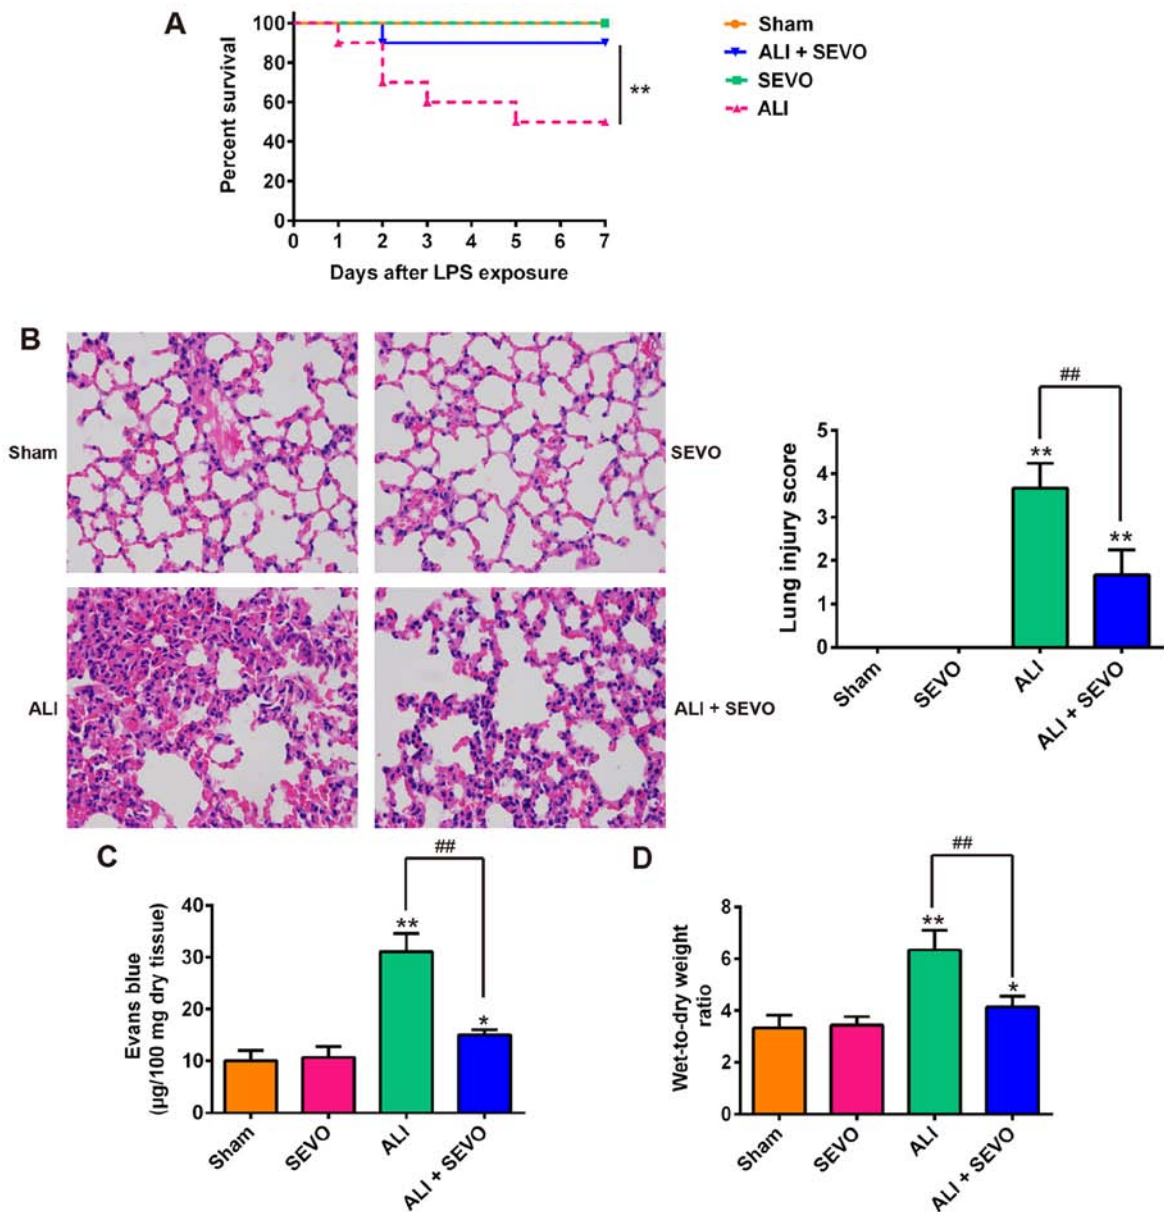 A
Percent survival
100
80
60
40
20
0
0 1 2 3 5 6 7
Days after LPS exposure
**
Sham
ALI + SEVO
SEVO
ALI
B
Sham
SEVO
ALI
ALI + SEVO
Lung injury score
5
4
3
2
1
0
##
**
**
Sham
SEVO
ALI
ALI + SEVO
C
Evans blue
(µg/100 mg dry tissue)
40
30
20
10
0
##
**
*
Sham
SEVO
ALI
ALI + SEVO
D
Wet-to-dry weight
ratio
8
6
4
2
0
##
**
*
Sham
SEVO
ALI
ALI + SEVO